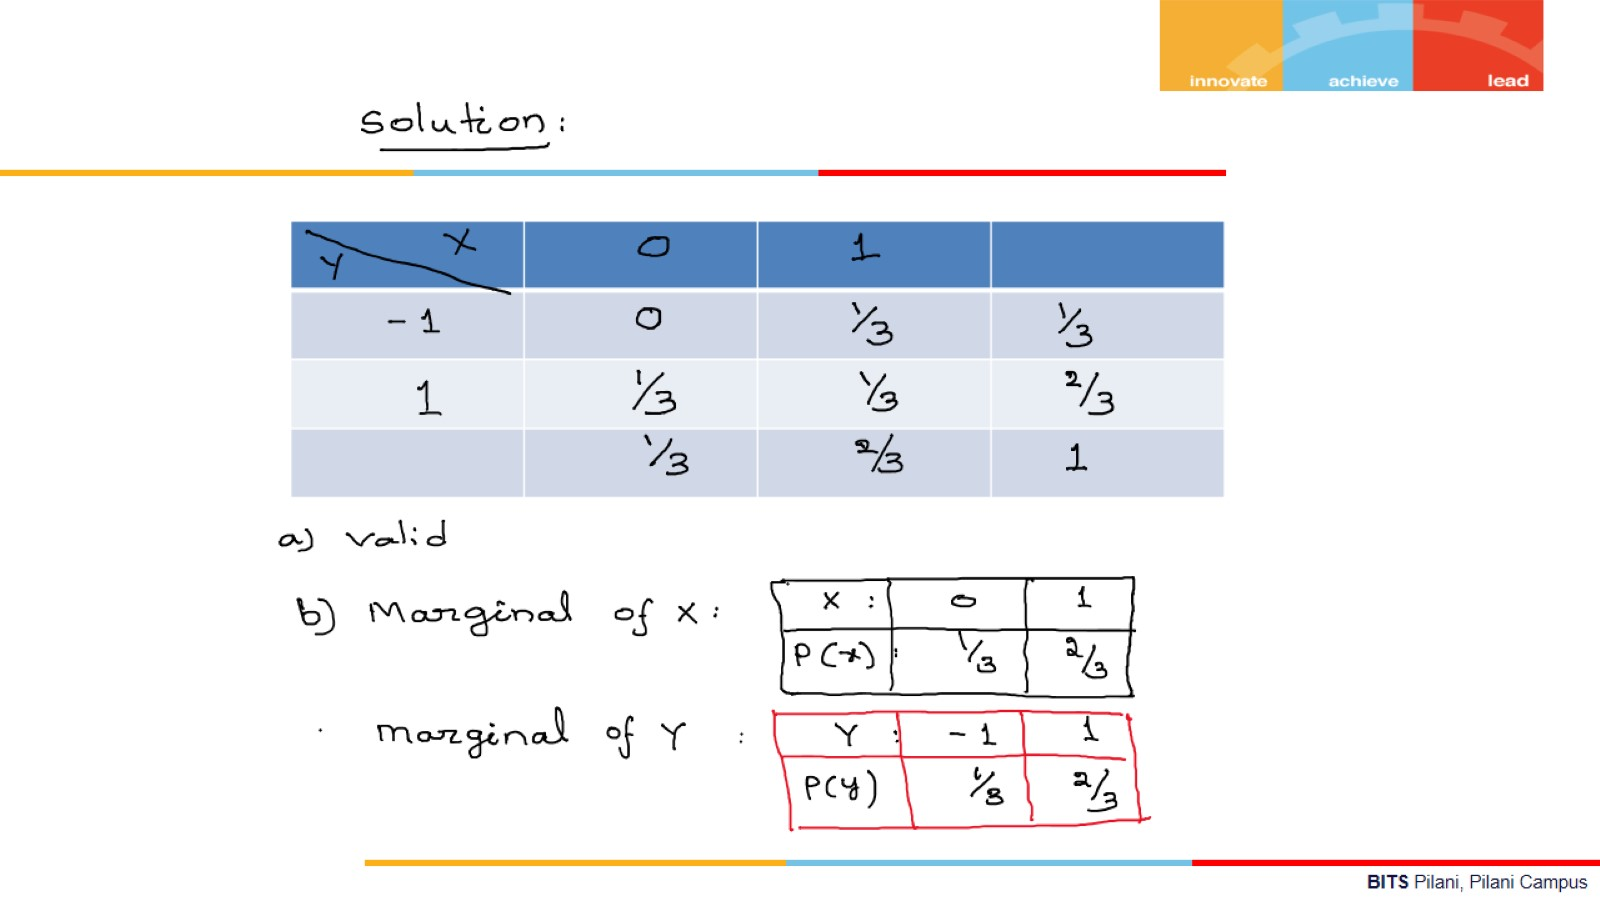 innovate achieve lead
Solution:
Y X 0 1
-1 0 1/3 1/3
1 1/3 1/3 2/3
1/3 2/3 1
a) valid
b) Marginal of X :
X : 0 1
P(x) : 1/3 2/3
. marginal of Y :
Y : -1 1
P(y) 1/3 2/3
BITS Pilani, Pilani Campus